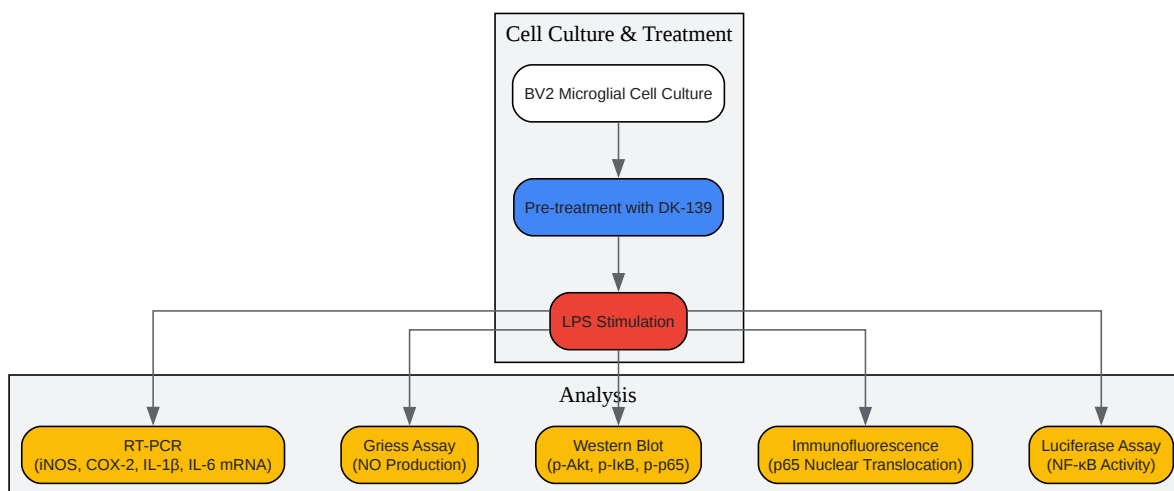 Cell Culture & Treatment
BV2 Microglial Cell Culture
Pre-treatment with DK-139
LPS Stimulation
Analysis
RT-PCR
(iNOS, COX-2, IL-1β, IL-6 mRNA)
Griess Assay
(NO Production)
Western Blot
(p-Akt, p-IκB, p-p65)
Immunofluorescence
(p65 Nuclear Translocation)
Luciferase Assay
(NF-κB Activity)